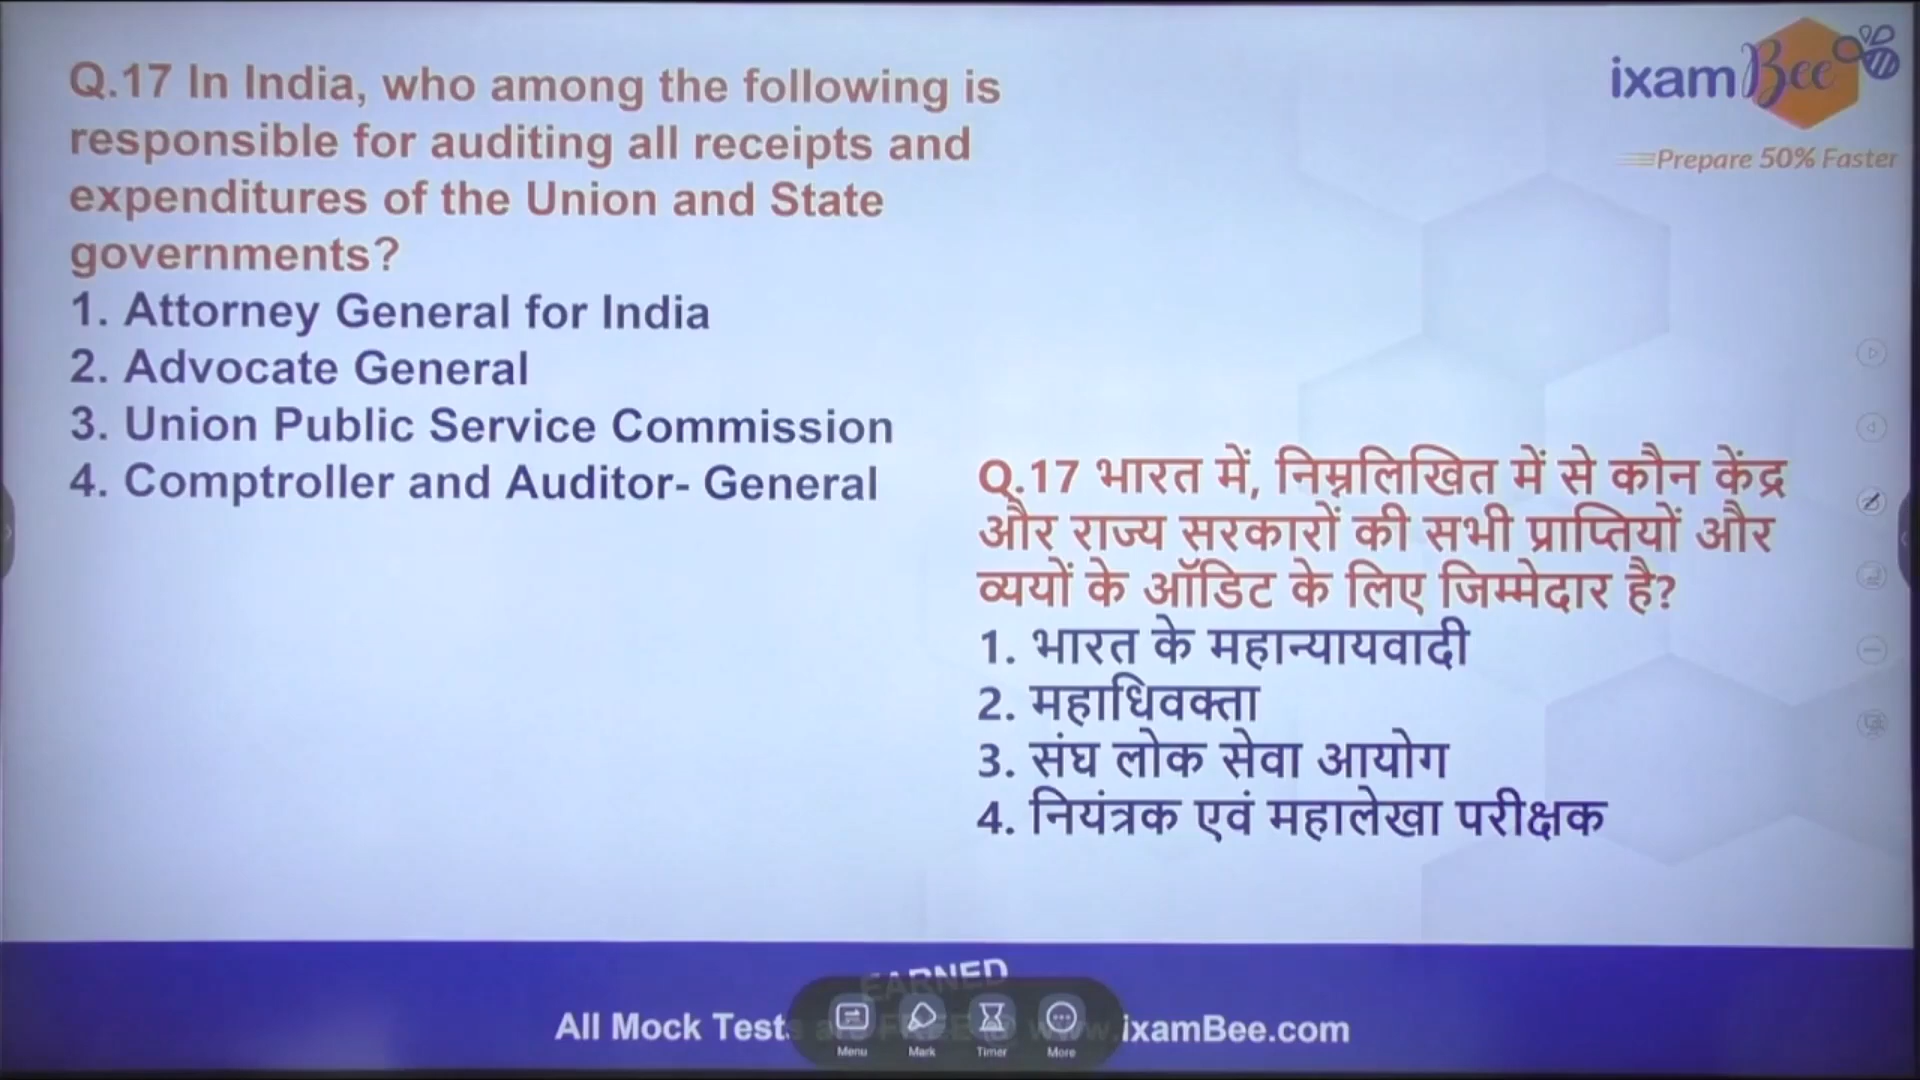 Q.17 In India, who among the following is
responsible for auditing all receipts and
expenditures of the Union and State
governments?
1. Attorney General for India
2. Advocate General
3. Union Public Service Commission
4. Comptroller and Auditor- General
ixamBee
Prepare 50% Faster
Q.17 भारत में, निम्नलिखित में से कौन केंद्र
और राज्य सरकारों की सभी प्राप्तियों और
व्ययों के ऑडिट के लिए जिम्मेदार है?
1. भारत के महान्यायवादी
2. महाधिवक्ता
3. संघ लोक सेवा आयोग
4. नियंत्रक एवं महालेखा परीक्षक
EARNED
All Mock Tests are FREE @ www.ixamBee.com
Menu Mark Timer More